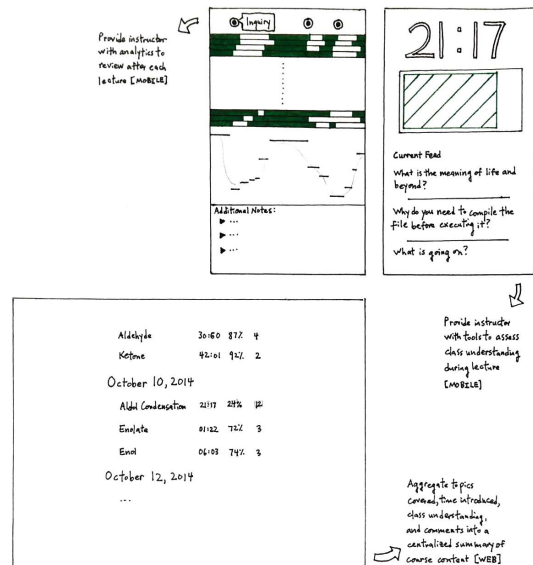 Provide instructor
with analytics to
review after each
lecture [MOBILE]
Inquiry
Additional Notes:
...
...
...
21:17
Current Feed
What is the meaning of life and
beyond?
Why do you need to compile the
file before executing it?
What is going on?
Provide instructor
with tools to assess
class understanding
during lecture
[MOBILE]
Aldehyde 30:50 87% 4
Ketone 42:01 92% 2
October 10, 2014
Aldol Condensation 21:17 24% 12
Enolate 01:22 72% 3
Enol 06:03 74% 3
October 12, 2014
...
Aggregate topics
covered, time introduced,
class understanding,
and comments into a
centralized summary of
course content [WEB]